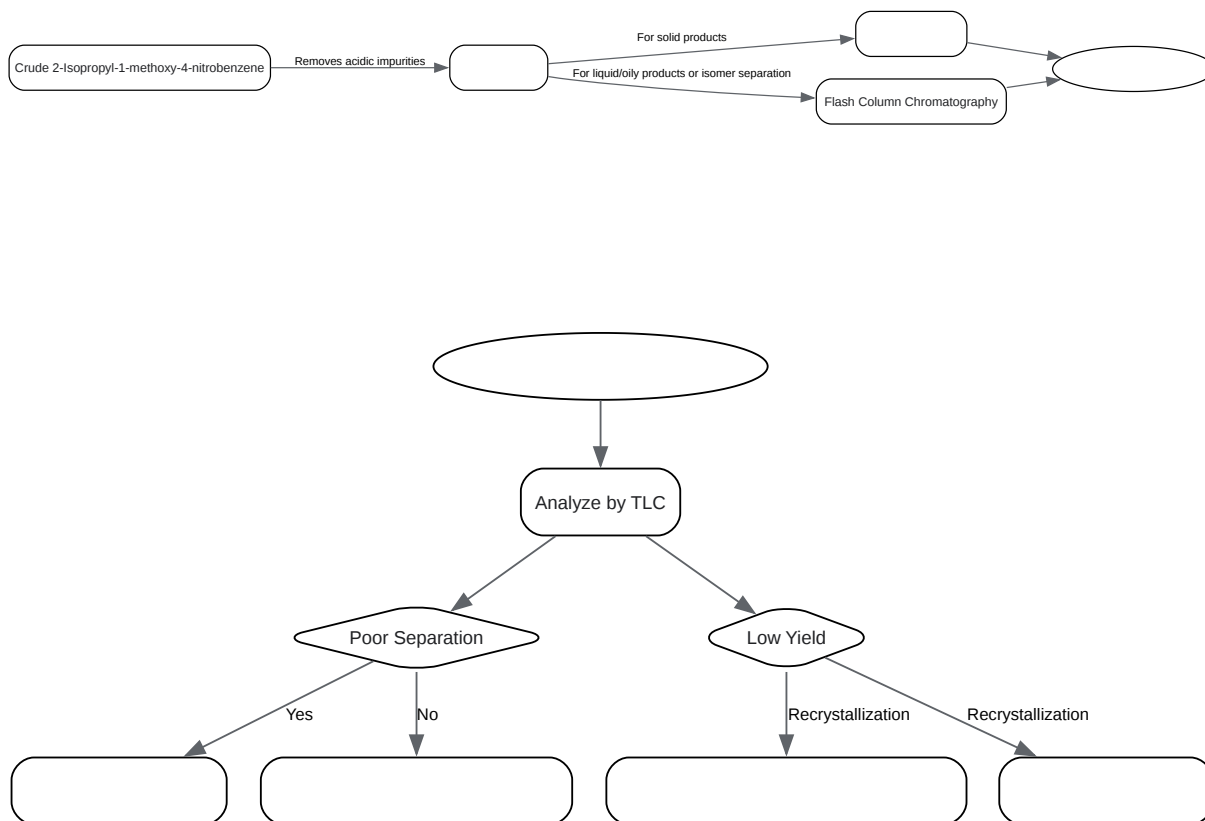 For solid products
Crude 2-Isopropyl-1-methoxy-4-nitrobenzene
Removes acidic impurities
For liquid/oily products or isomer separation
Flash Column Chromatography
Analyze by TLC
Poor Separation
Low Yield
Yes
No
Recrystallization
Recrystallization